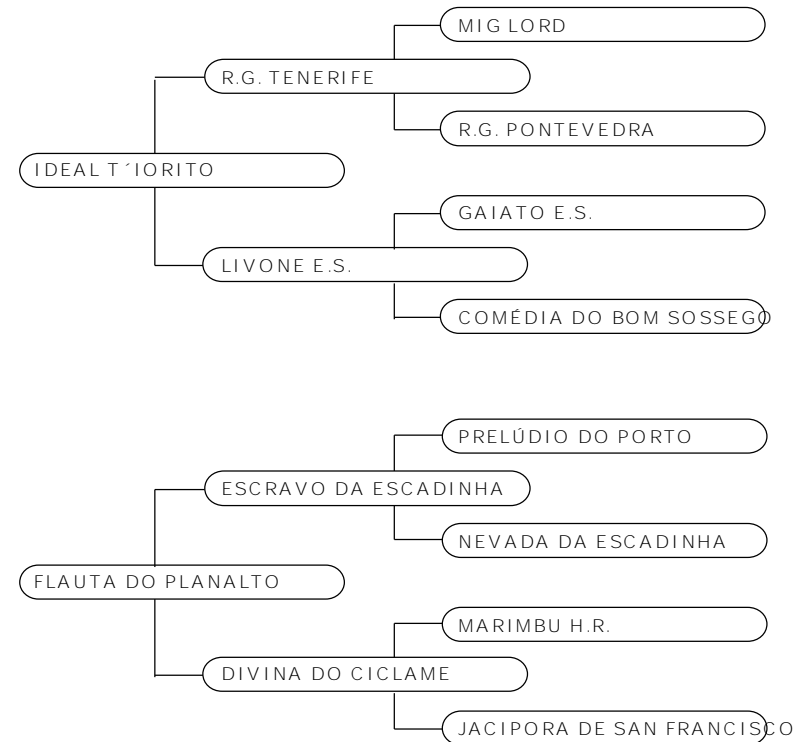 MIG LORD
R.G. TENERIFE
R.G. PONTEVEDRA
IDEAL T´IORITO
GAIATO E.S.
LIVONE E.S.
COMÉDIA DO BOM SOSSEGO
PRELÚDIO DO PORTO
ESCRAVO DA ESCADINHA
NEVADA DA ESCADINHA
FLAUTA DO PLANALTO
MARIMBU H.R.
DIVINA DO CICLAME
JACIPORA DE SAN FRANCISCO